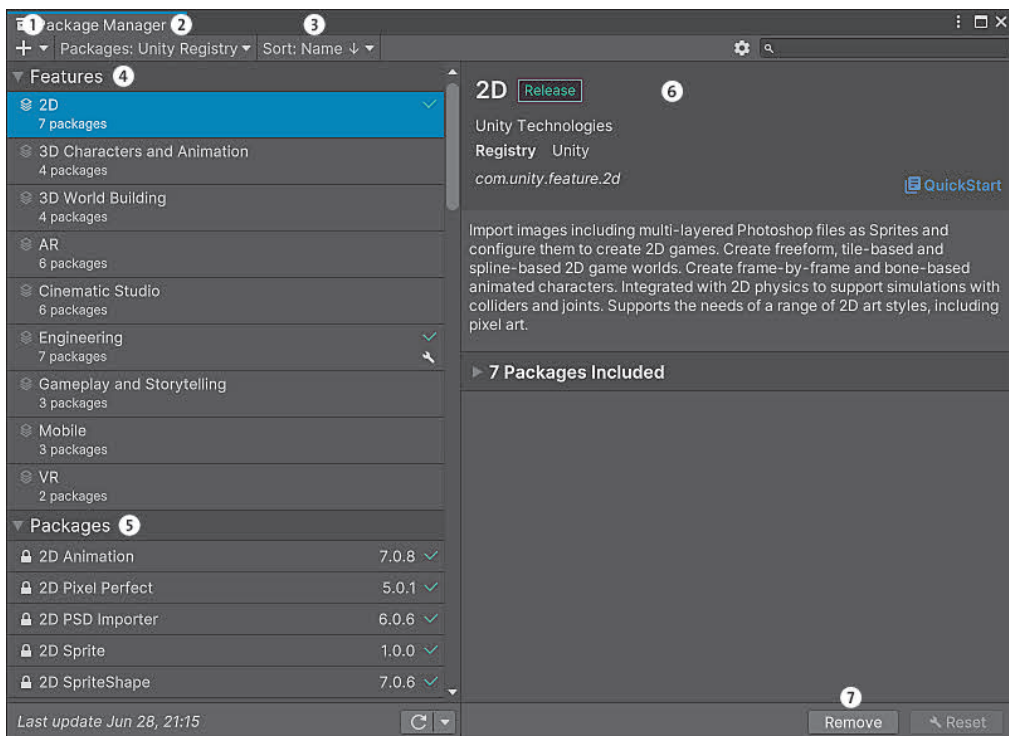 1 Package Manager 2 3
Packages: Unity Registry Sort: Name ↓
Features 4
2D
7 packages
3D Characters and Animation
4 packages
3D World Building
4 packages
AR
6 packages
Cinematic Studio
6 packages
Engineering
7 packages
Gameplay and Storytelling
3 packages
Mobile
3 packages
VR
2 packages
Packages 5
2D Animation 7.0.8
2D Pixel Perfect 5.0.1
2D PSD Importer 6.0.6
2D Sprite 1.0.0
2D SpriteShape 7.0.6
Last update Jun 28, 21:15
2D Release 6
Unity Technologies
Registry Unity
com.unity.feature.2d
QuickStart
Import images including multi-layered Photoshop files as Sprites and
configure them to create 2D games. Create freeform, tile-based and
spline-based 2D game worlds. Create frame-by-frame and bone-based
animated characters. Integrated with 2D physics to support simulations with
colliders and joints. Supports the needs of a range of 2D art styles, including
pixel art.
7 Packages Included
7
Remove Reset